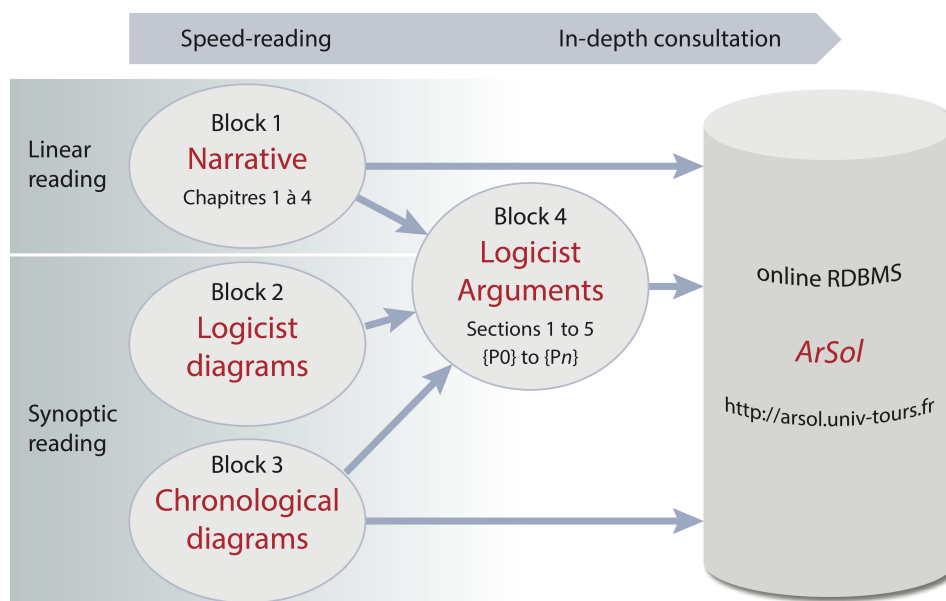 Speed-reading
In-depth consultation
Linear
reading
Block 1
Narrative
Chapitres 1 à 4
Synoptic
reading
Block 2
Logicist
diagrams
Block 3
Chronological
diagrams
Block 4
Logicist
Arguments
Sections 1 to 5
{P0} to {Pn}
online RDBMS
ArSol
http://arsol.univ-tours.fr